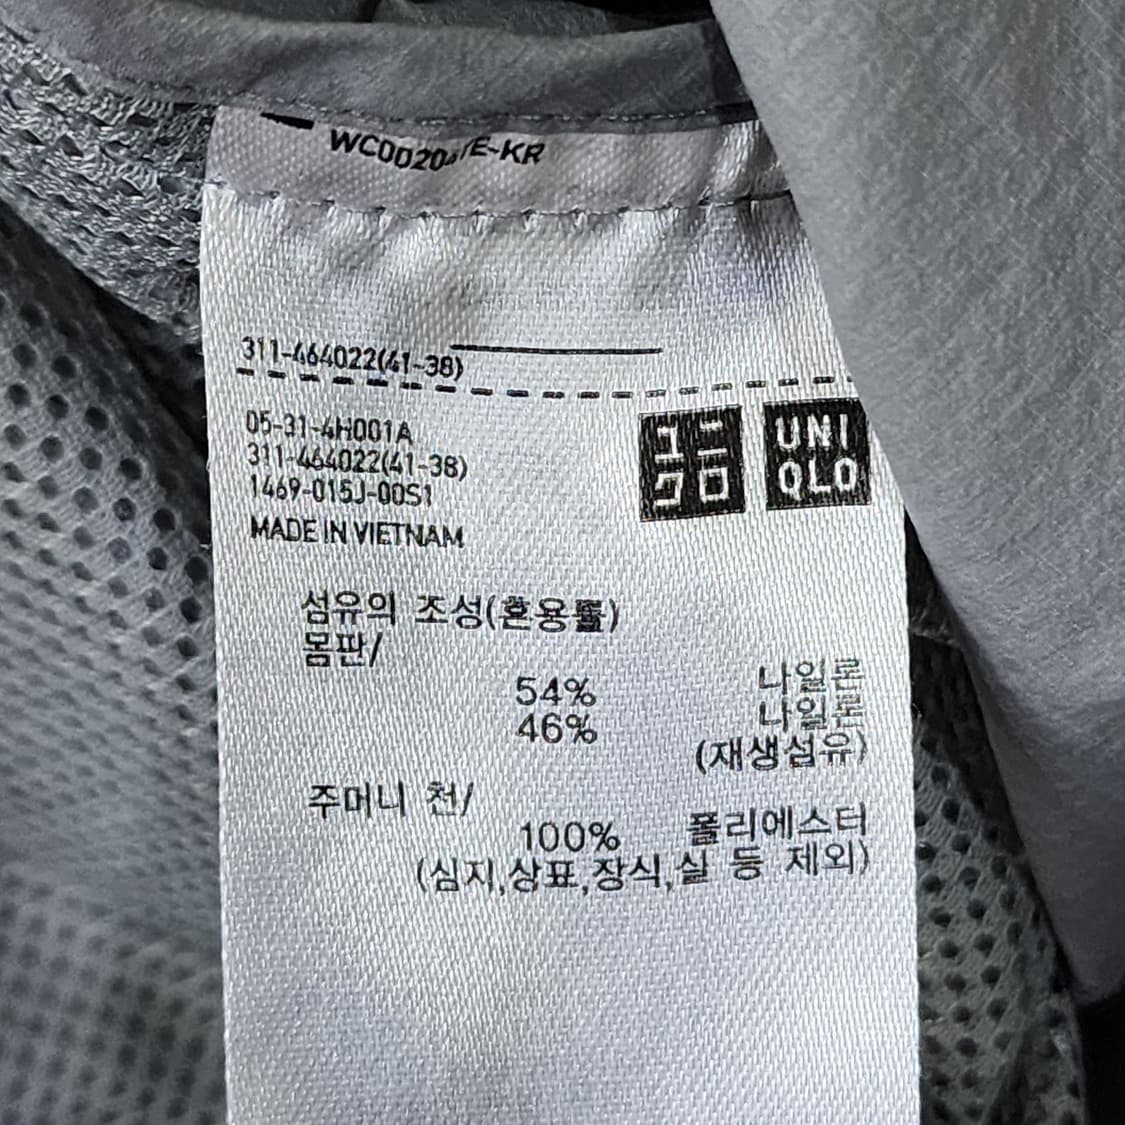 311-464022(41-38)
05-31-4H001A
311-464022(41-38)
1469-015J-00S1
MADE IN VIETNAM
ユニ
クロ
UNI
QLO
섬유의 조성(혼용률)
몸판/
54% 나일론
46% 나일론
(재생섬유)
주머니 천/
100% 폴리에스터
(심지,상표,장식,실 등 제외)